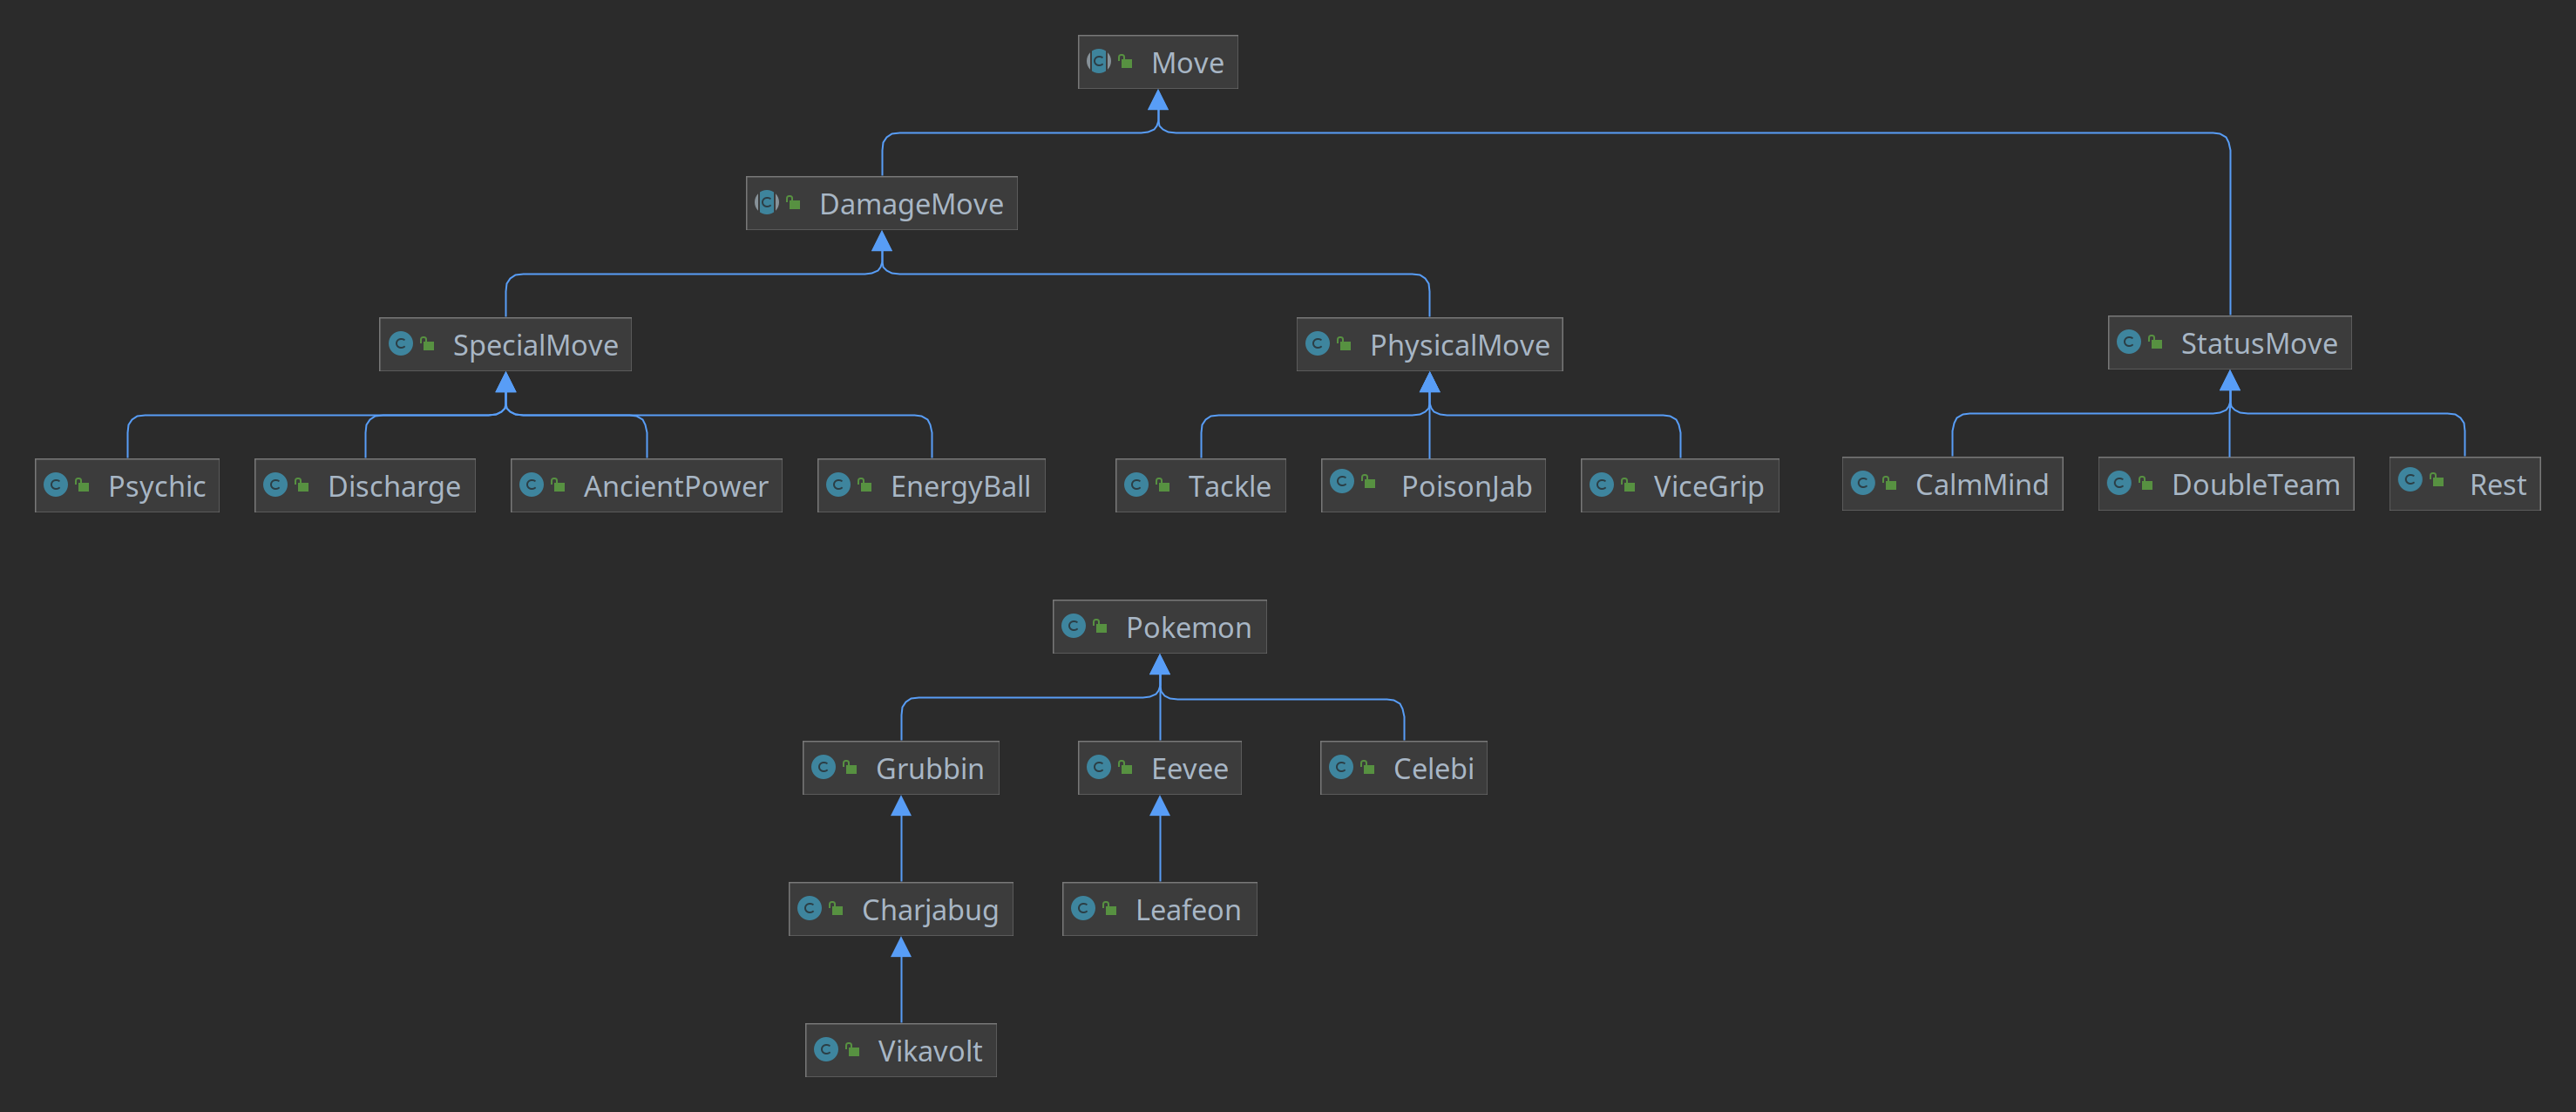 Move
DamageMove
SpecialMove
PhysicalMove
StatusMove
Psychic
Discharge
AncientPower
EnergyBall
Tackle
PoisonJab
ViceGrip
CalmMind
DoubleTeam
Rest
Pokemon
Grubbin
Eevee
Celebi
Charjabug
Leafeon
Vikavolt